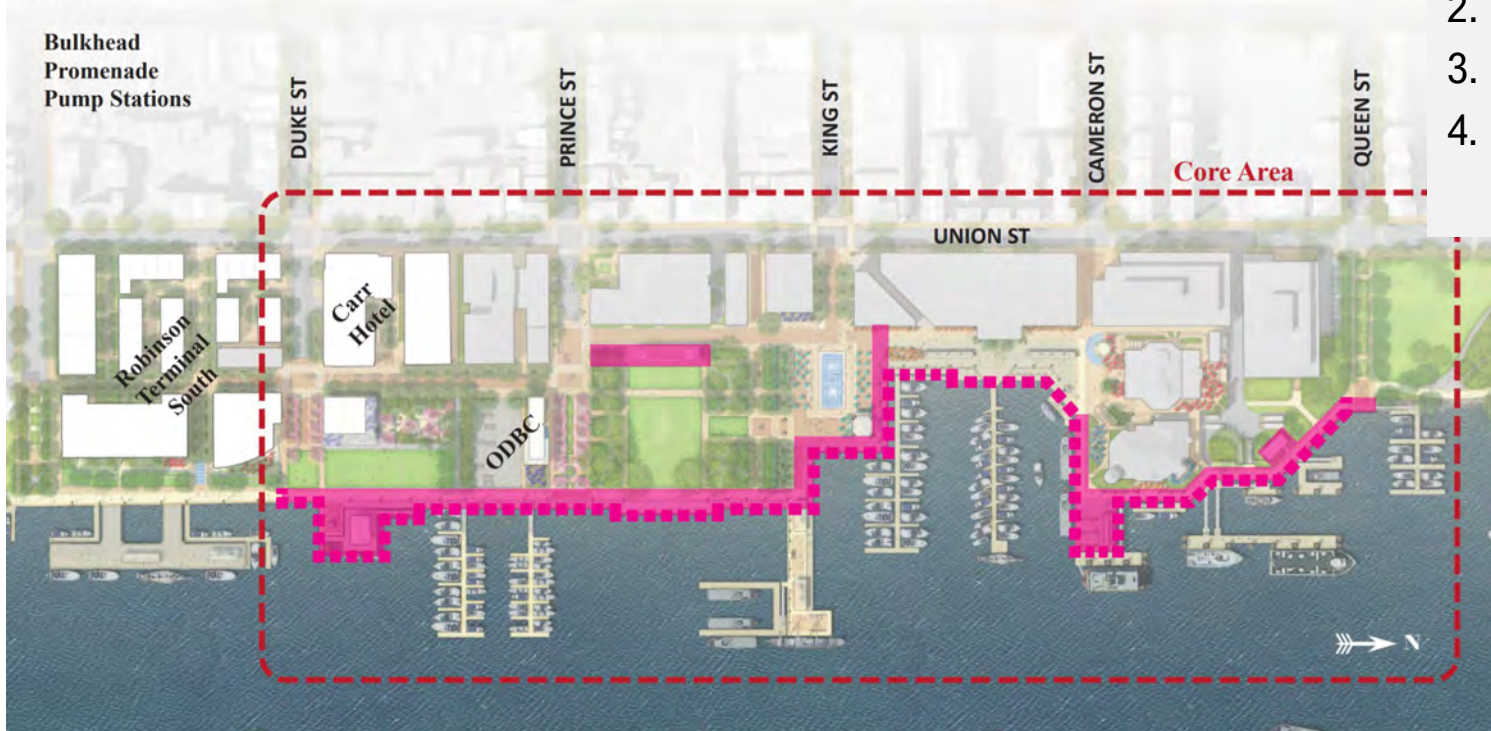 2.
3.
4.
Bulkhead
Promenade
Pump Stations
DUKE ST
PRINCE ST
KING ST
CAMERON ST
QUEEN ST
Core Area
UNION ST
Carr
Hotel
Robinson
Terminal
South
ODBC
N